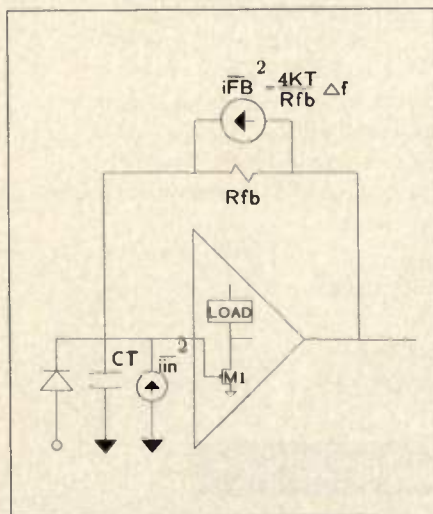 iFB² = 4KT/Rfb Δf
Rfb
LOAD
CT
iin²
M1